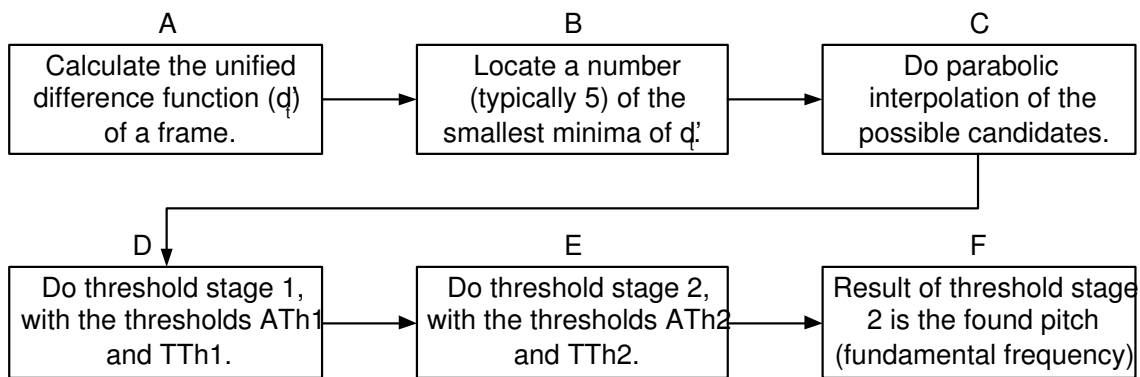 A
Calculate the unified
difference function (d't)
of a frame.
B
Locate a number
(typically 5) of the
smallest minima of d't.
C
Do parabolic
interpolation of the
possible candidates.
D
Do threshold stage 1,
with the thresholds ATh1
and TTh1.
E
Do threshold stage 2,
with the thresholds ATh2
and TTh2.
F
Result of threshold stage
2 is the found pitch
(fundamental frequency)